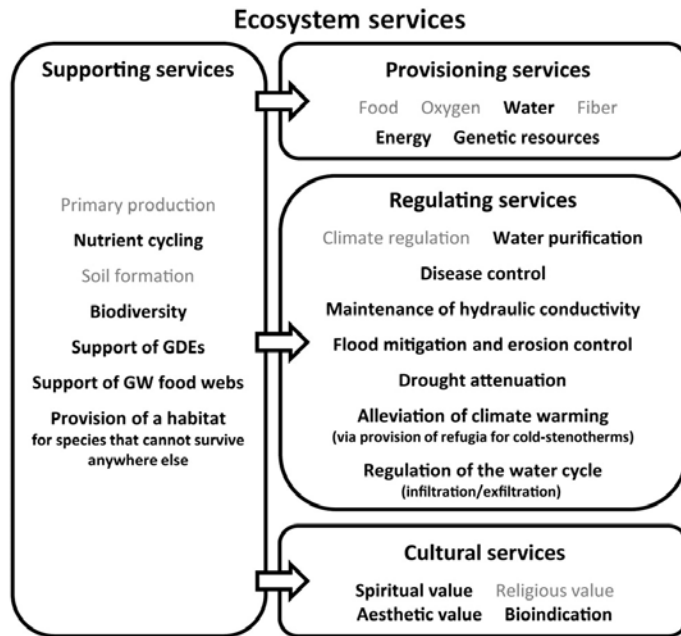 Ecosystem services
Supporting services
Primary production
Nutrient cycling
Soil formation
Biodiversity
Support of GDEs
Support of GW food webs
Provision of a habitat
for species that cannot survive
anywhere else
Provisioning services
Food Oxygen Water Fiber
Energy Genetic resources
Regulating services
Climate regulation Water purification
Disease control
Maintenance of hydraulic conductivity
Flood mitigation and erosion control
Drought attenuation
Alleviation of climate warming
(via provision of refugia for cold-stenotherms)
Regulation of the water cycle
(infiltration/exfiltration)
Cultural services
Spiritual value Religious value
Aesthetic value Bioindication